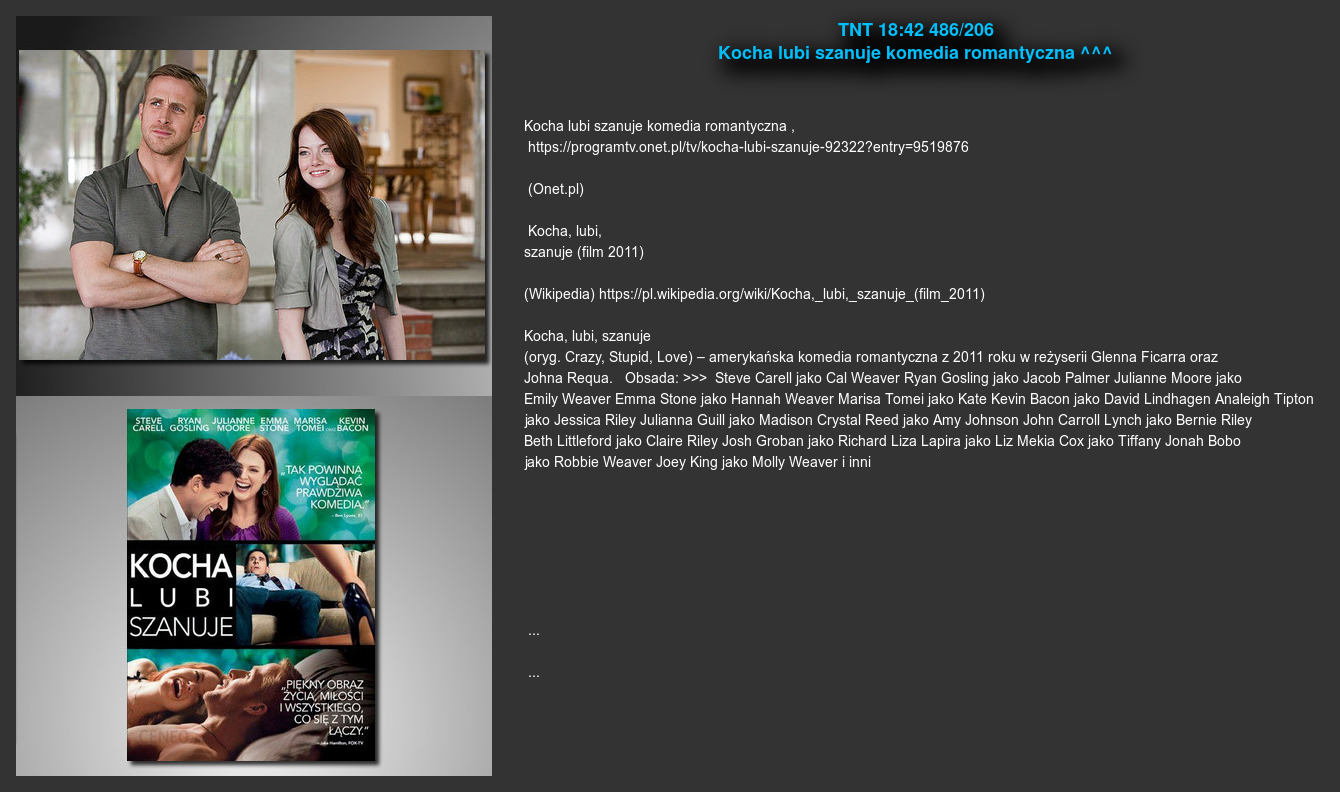 TNT 18:42 486/206
Kocha lubi szanuje komedia romantyczna ^^^
Kocha lubi szanuje komedia romantyczna ,
https://programtv.onet.pl/tv/kocha-lubi-szanuje-92322?entry=9519876
(Onet.pl)
Kocha, lubi,
szanuje (film 2011)
(Wikipedia) https://pl.wikipedia.org/wiki/Kocha,_lubi,_szanuje_(film_2011)
Kocha, lubi, szanuje
(oryg. Crazy, Stupid, Love) – amerykańska komedia romantyczna z 2011 roku w reżyserii Glenna Ficarra oraz
Johna Requa. Obsada: >>> Steve Carell jako Cal Weaver Ryan Gosling jako Jacob Palmer Julianne Moore jako
Emily Weaver Emma Stone jako Hannah Weaver Marisa Tomei jako Kate Kevin Bacon jako David Lindhagen Analeigh Tipton
jako Jessica Riley Julianna Guill jako Madison Crystal Reed jako Amy Johnson John Carroll Lynch jako Bernie Riley
Beth Littleford jako Claire Riley Josh Groban jako Richard Liza Lapira jako Liz Mekia Cox jako Tiffany Jonah Bobo
jako Robbie Weaver Joey King jako Molly Weaver i inni
...
...
STEVE CARELL RYAN GOSLING JULIANNE MOORE EMMA STONE MARISA TOMEI ORAZ KEVIN BACON
„TAK POWINNA
WYGLĄDAĆ
PRAWDZIWA
KOMEDIA.”
– Ben Lyons, E!
KOCHA
LUBI
SZANUJE
„PIĘKNY OBRAZ
ŻYCIA, MIŁOŚCI
I WSZYSTKIEGO,
CO SIĘ Z TYM
ŁĄCZY.”
– Jake Hamilton, FOX-TV
CENEO